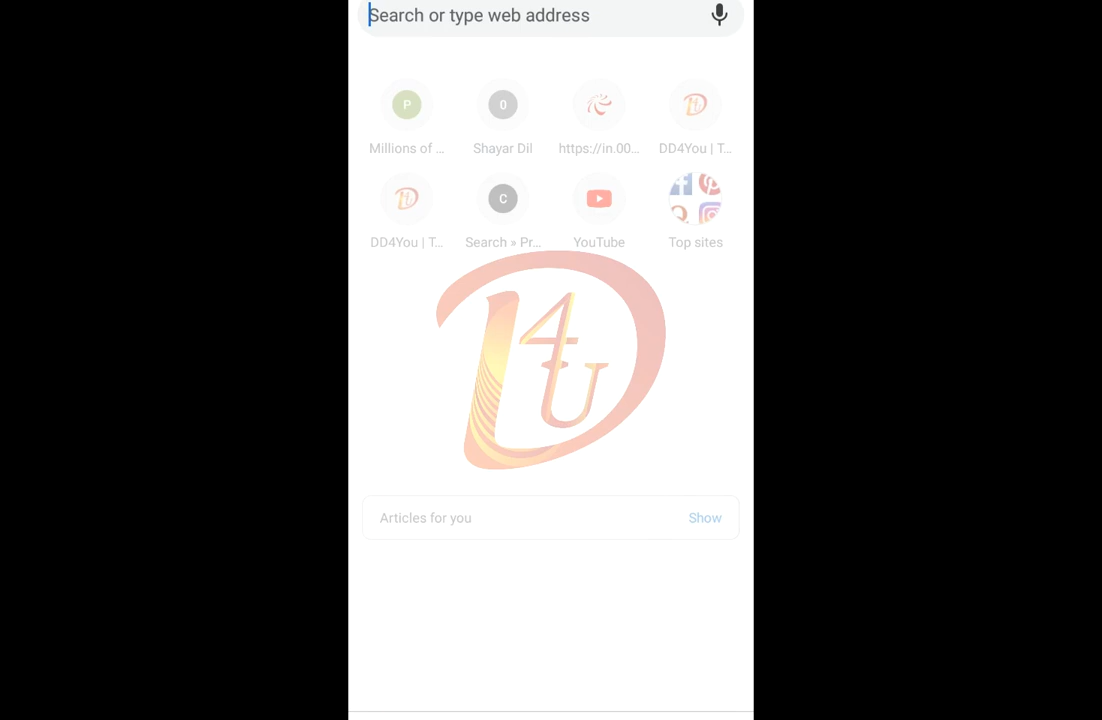 Search or type web address
P
0
Millions of ...
Shayar Dil
https://in.00...
DD4You | T...
C
DD4You | T...
Search » Pr...
YouTube
Top sites
D4U
Articles for you
Show